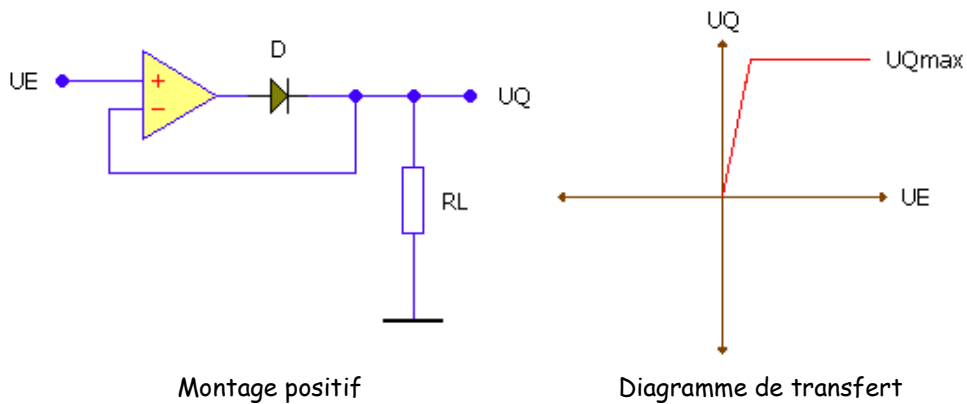 D
UE
+
−
UQ
RL
Montage positif
UQ
UQmax
UE
Diagramme de transfert